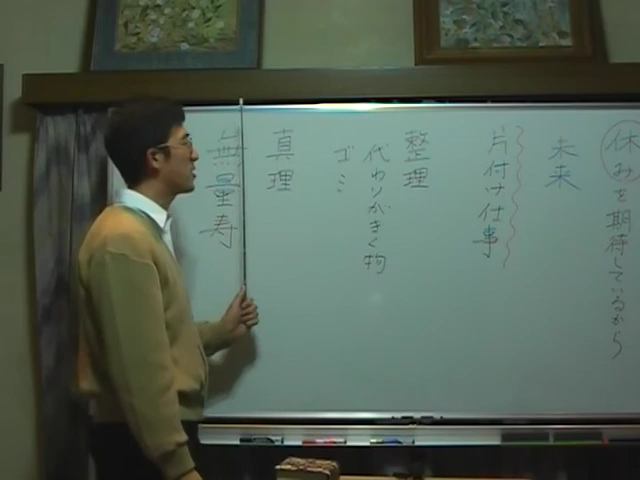 休みを期待しているから
未来
片付け仕事
整理
代わりがきく物
ゴミ
真理
無量寿